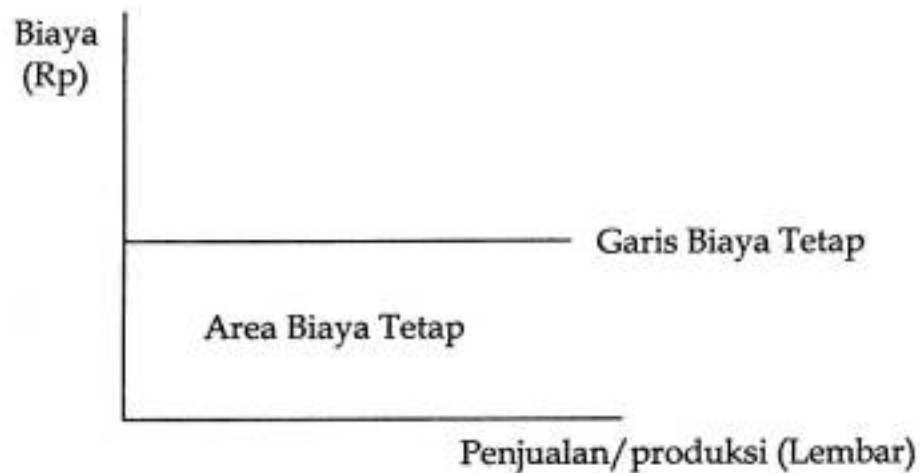 Biaya
(Rp)
Garis Biaya Tetap
Area Biaya Tetap
Penjualan/produksi (Lembar)